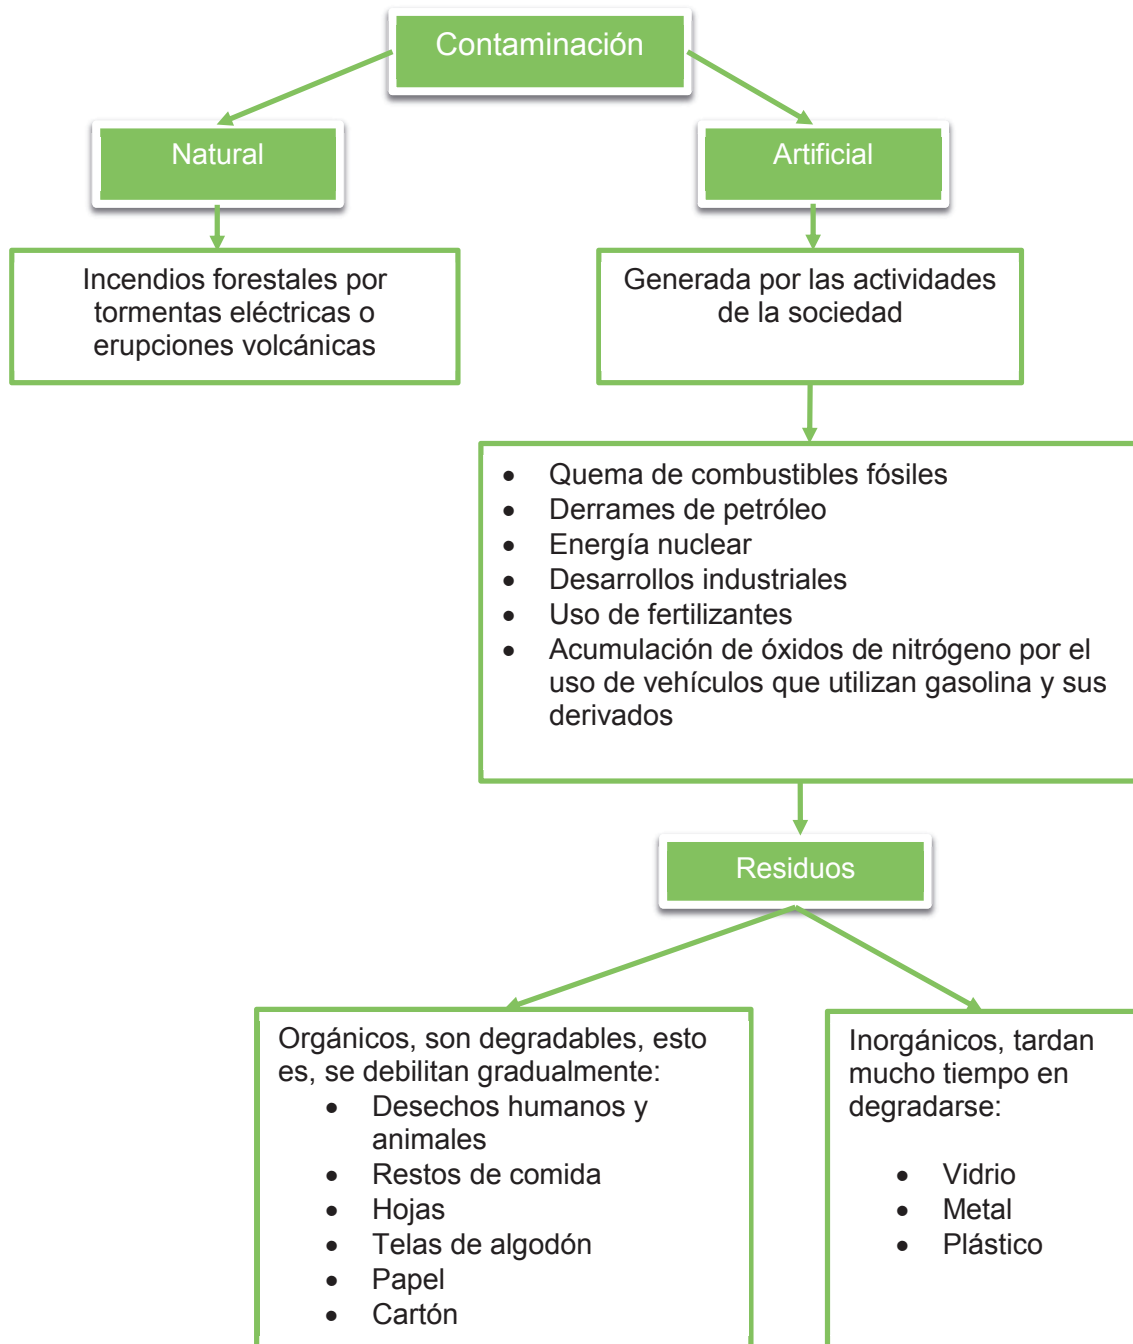 Contaminación
Natural
Artificial
Incendios forestales por
tormentas eléctricas o
erupciones volcánicas
Generada por las actividades
de la sociedad
• Quema de combustibles fósiles
• Derrames de petróleo
• Energía nuclear
• Desarrollos industriales
• Uso de fertilizantes
• Acumulación de óxidos de nitrógeno por el
uso de vehículos que utilizan gasolina y sus
derivados
Residuos
Orgánicos, son degradables, esto
es, se debilitan gradualmente:
• Desechos humanos y
animales
• Restos de comida
• Hojas
• Telas de algodón
• Papel
• Cartón
Inorgánicos, tardan
mucho tiempo en
degradarse:
• Vidrio
• Metal
• Plástico